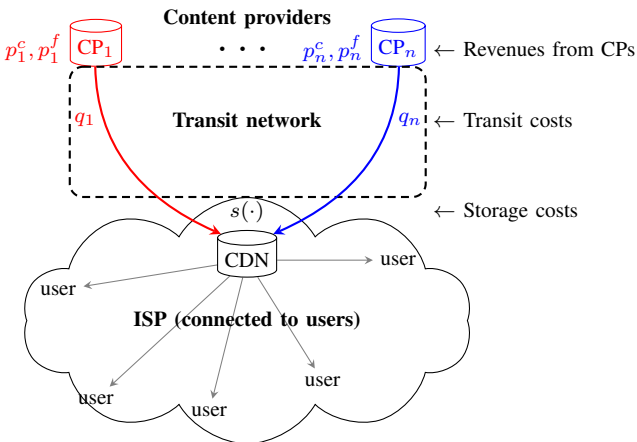 Content providers
p_1^c, p_1^f CP_1 · · · p_n^c, p_n^f CP_n ← Revenues from CPs
q_1 Transit network q_n ← Transit costs
s(·) ← Storage costs
CDN
user
user
ISP (connected to users)
user
user
user